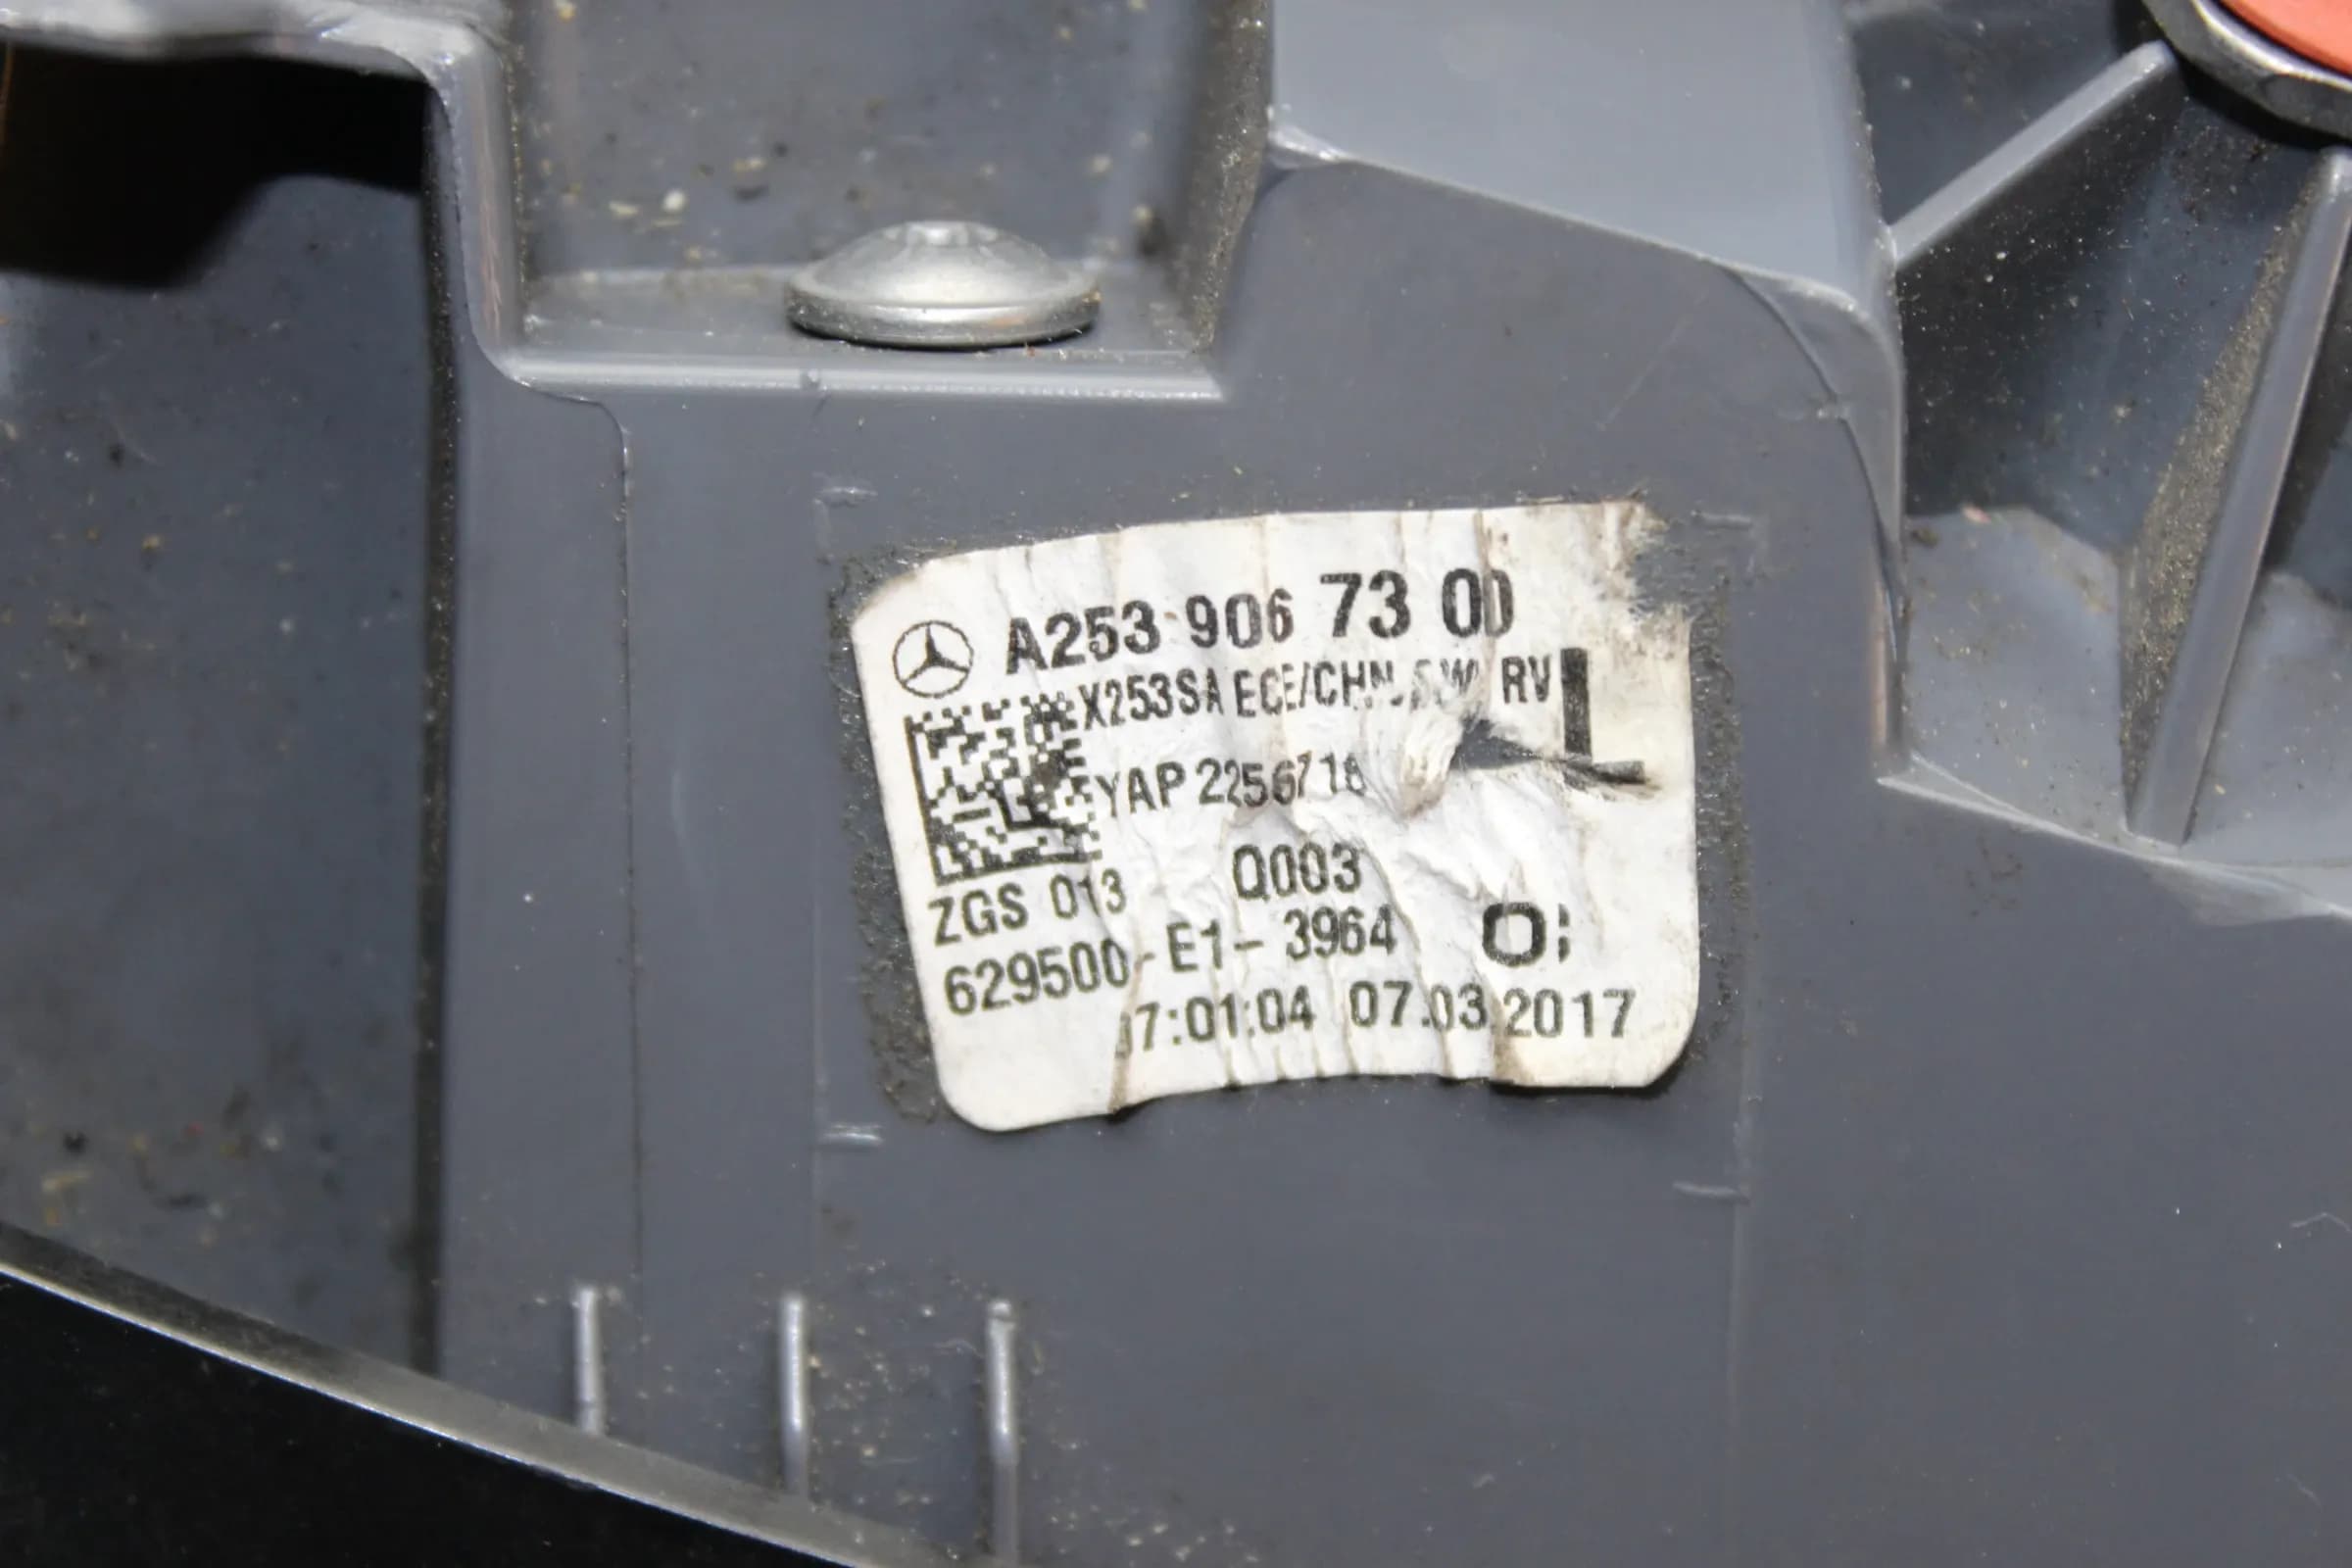 A253 906 73 00
X253SA ECE/CHN RV L
YAP 2256718
ZGS 013 Q003
629500-E1-3964
07:01:04 07.03.2017